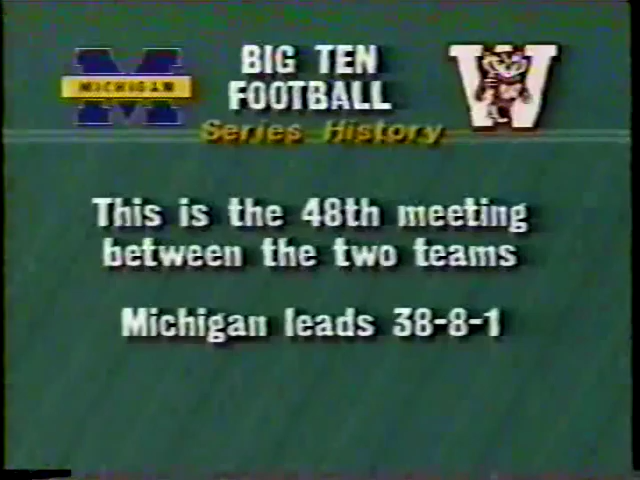 MICHIGAN
BIG TEN
FOOTBALL
Series History
W
This is the 48th meeting
between the two teams
Michigan leads 38-8-1